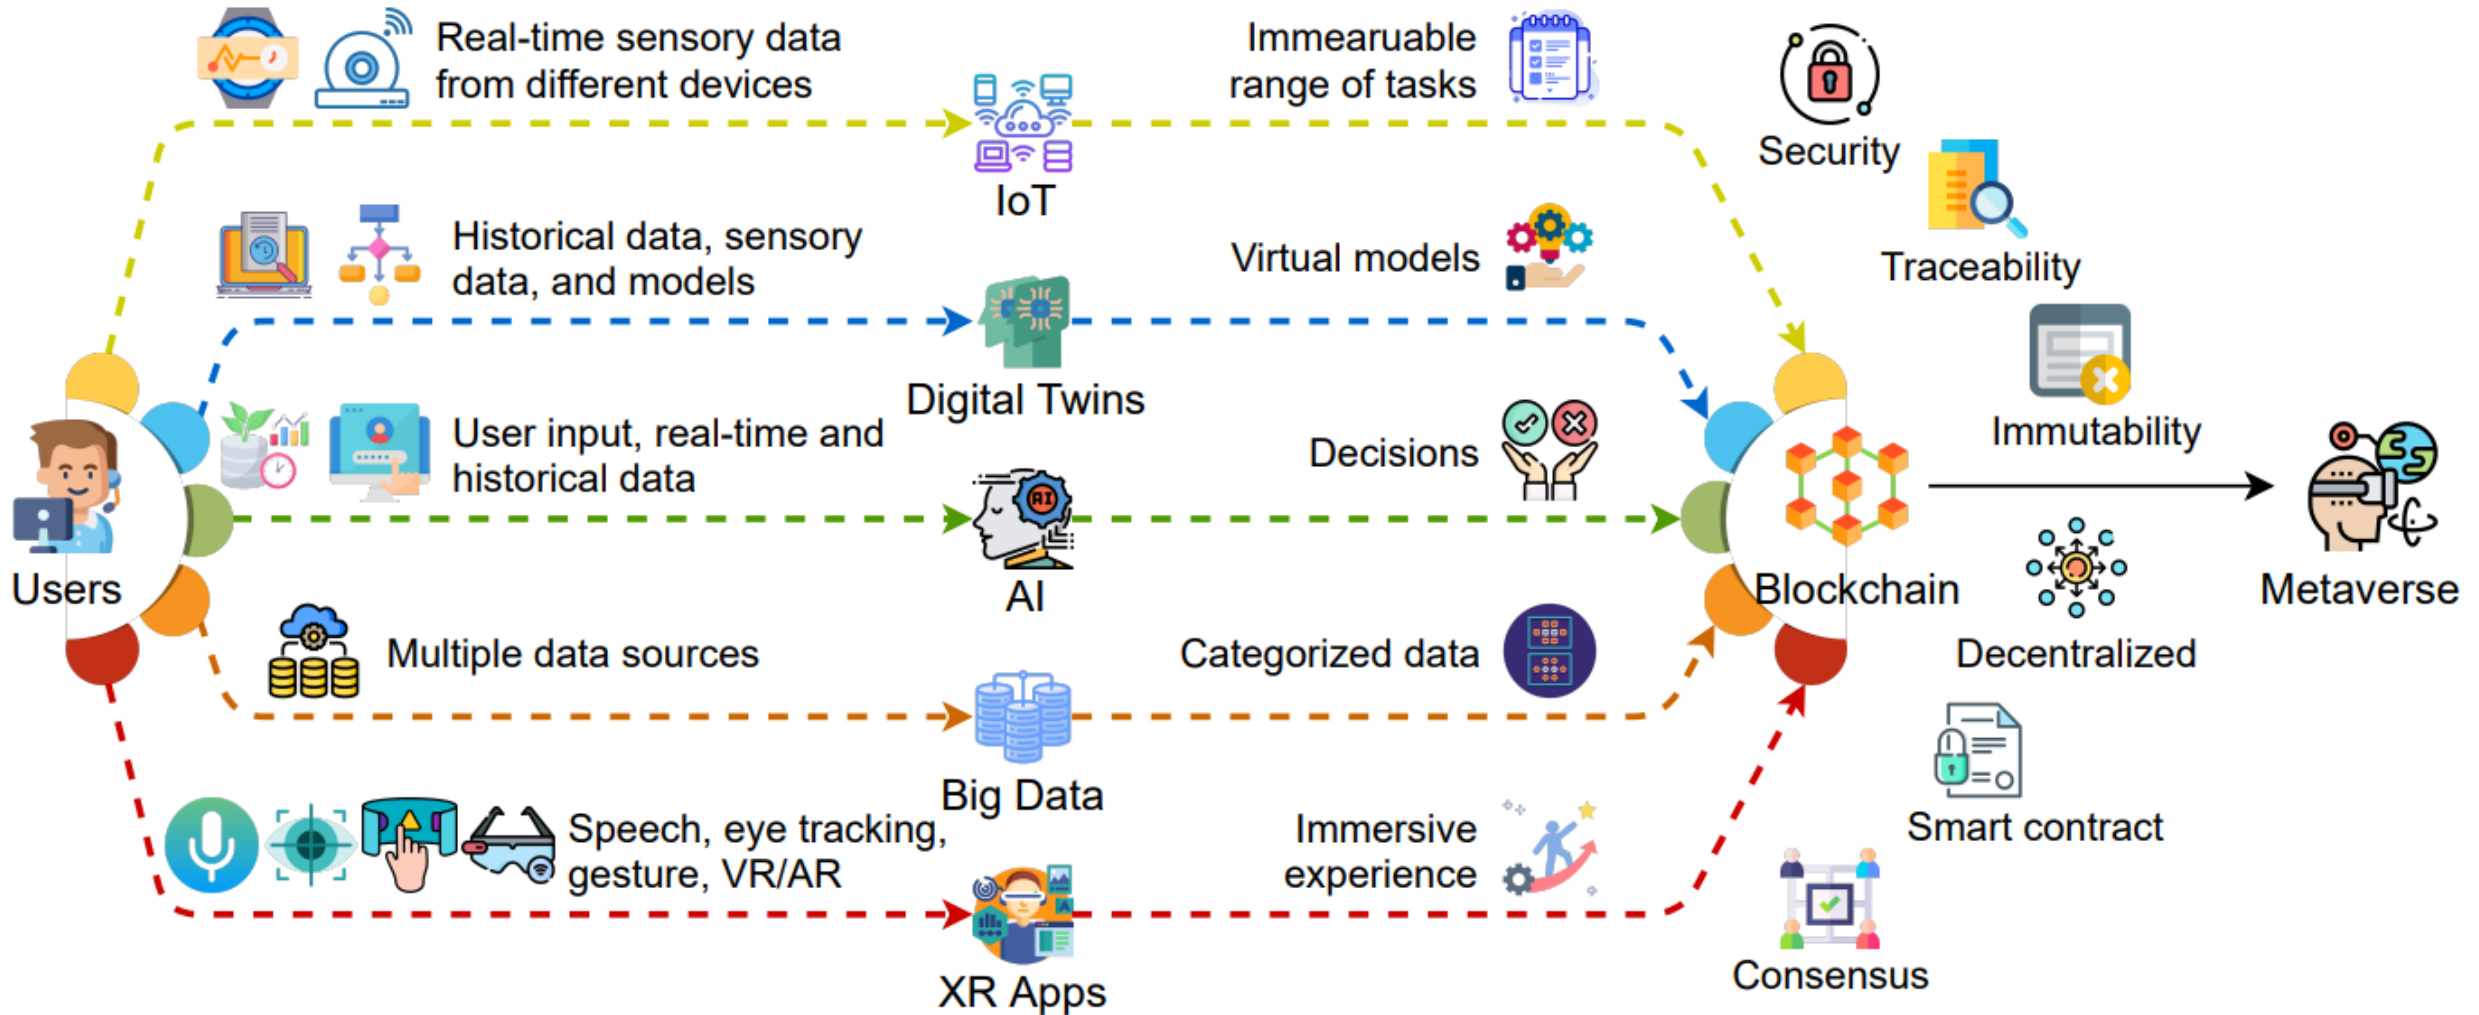 Real-time sensory data
from different devices
IoT
Immearuable
range of tasks
Security
Traceability
Historical data, sensory
data, and models
Digital Twins
Virtual models
Immutability
Users
User input, real-time and
historical data
AI
AI
Decisions
Blockchain
Metaverse
Decentralized
Multiple data sources
Big Data
Categorized data
Smart contract
Speech, eye tracking,
gesture, VR/AR
XR Apps
A
Immersive
experience
Consensus